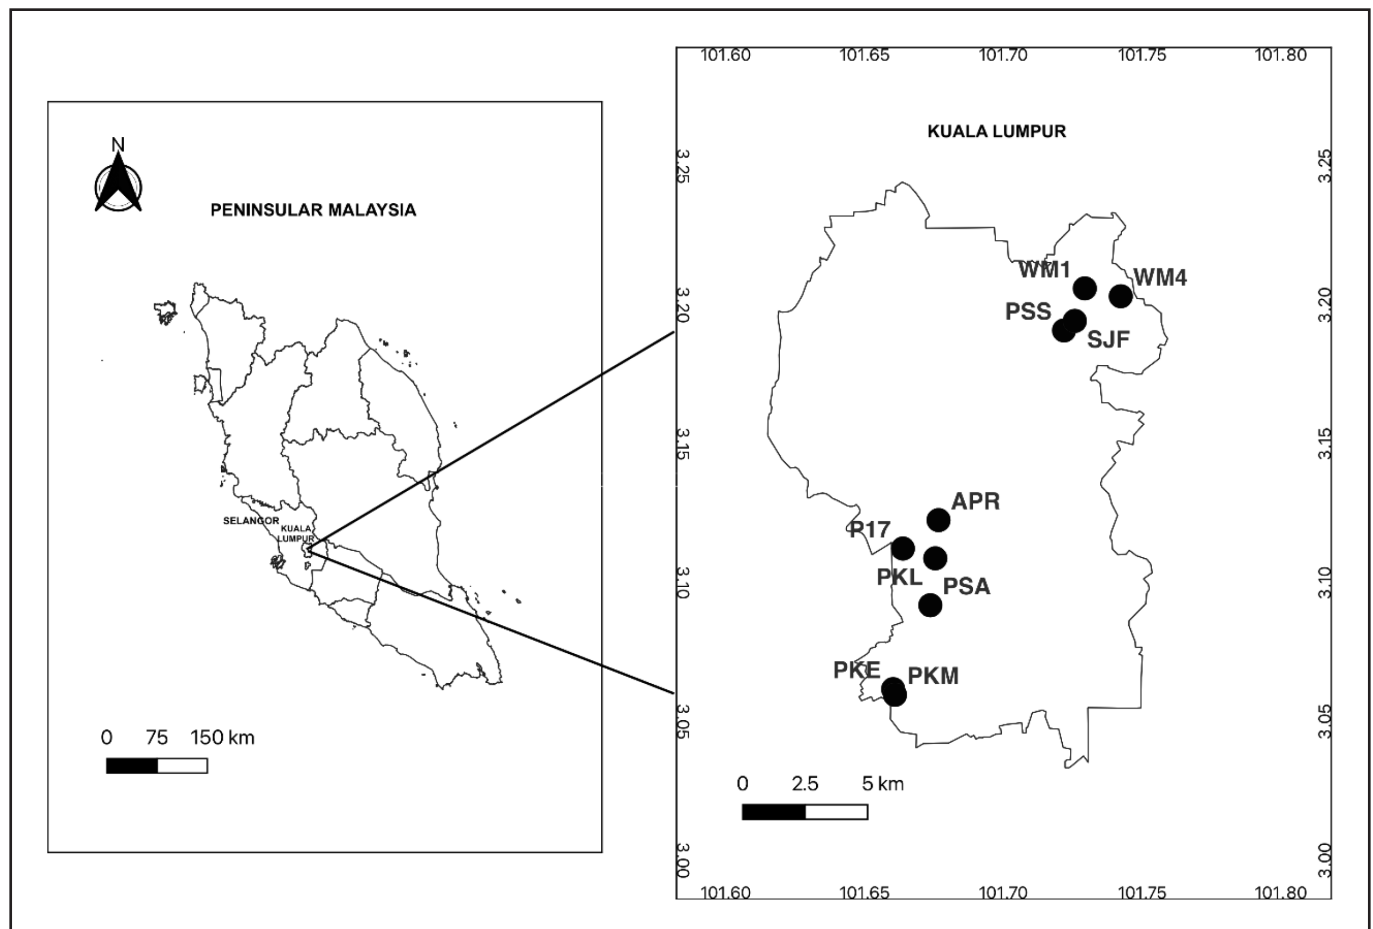 N
PENINSULAR MALAYSIA
SELANGOR
KUALA
LUMPUR
0 75 150 km
101.60 101.65 101.70 101.75 101.80
KUALA LUMPUR
3.25 3.25
WM1 WM4
3.20 3.20
PSS
SJF
3.15 3.15
APR
P17
PKL PSA
3.10 3.10
PKE PKM
3.05 3.05
0 2.5 5 km
3.00 3.00
101.60 101.65 101.70 101.75 101.80